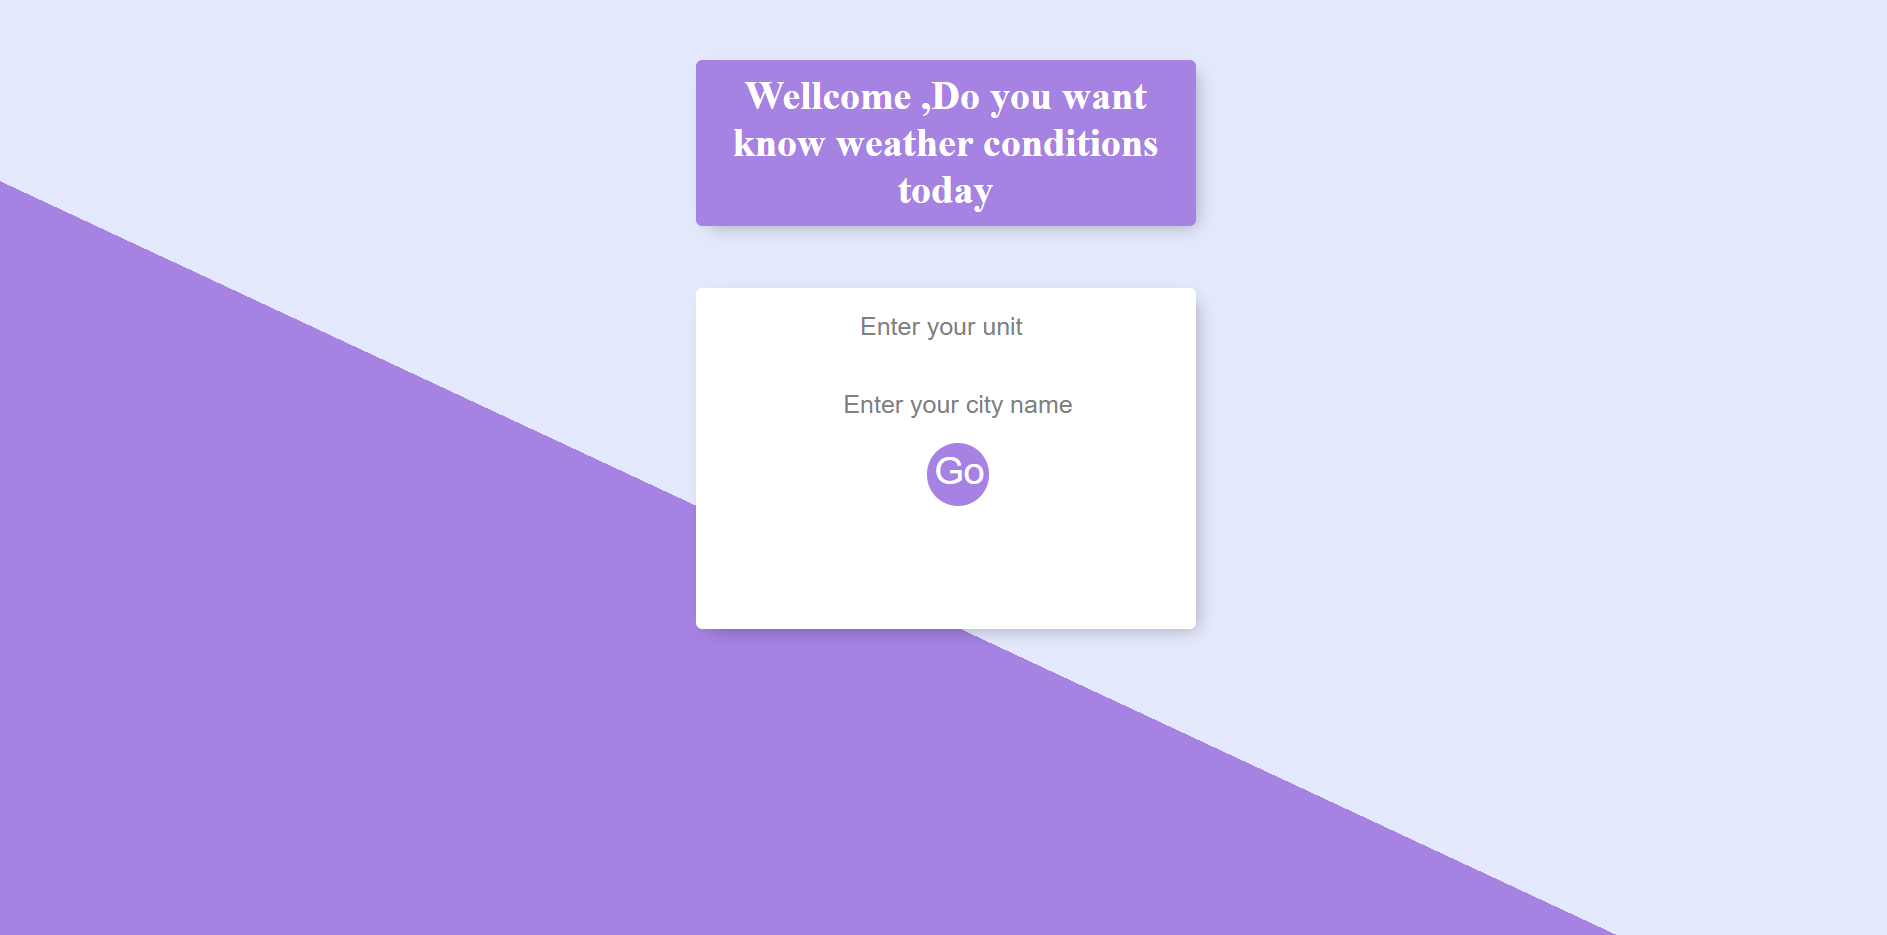 Wellcome ,Do you want
know weather conditions
today
Enter your unit
Enter your city name
Go